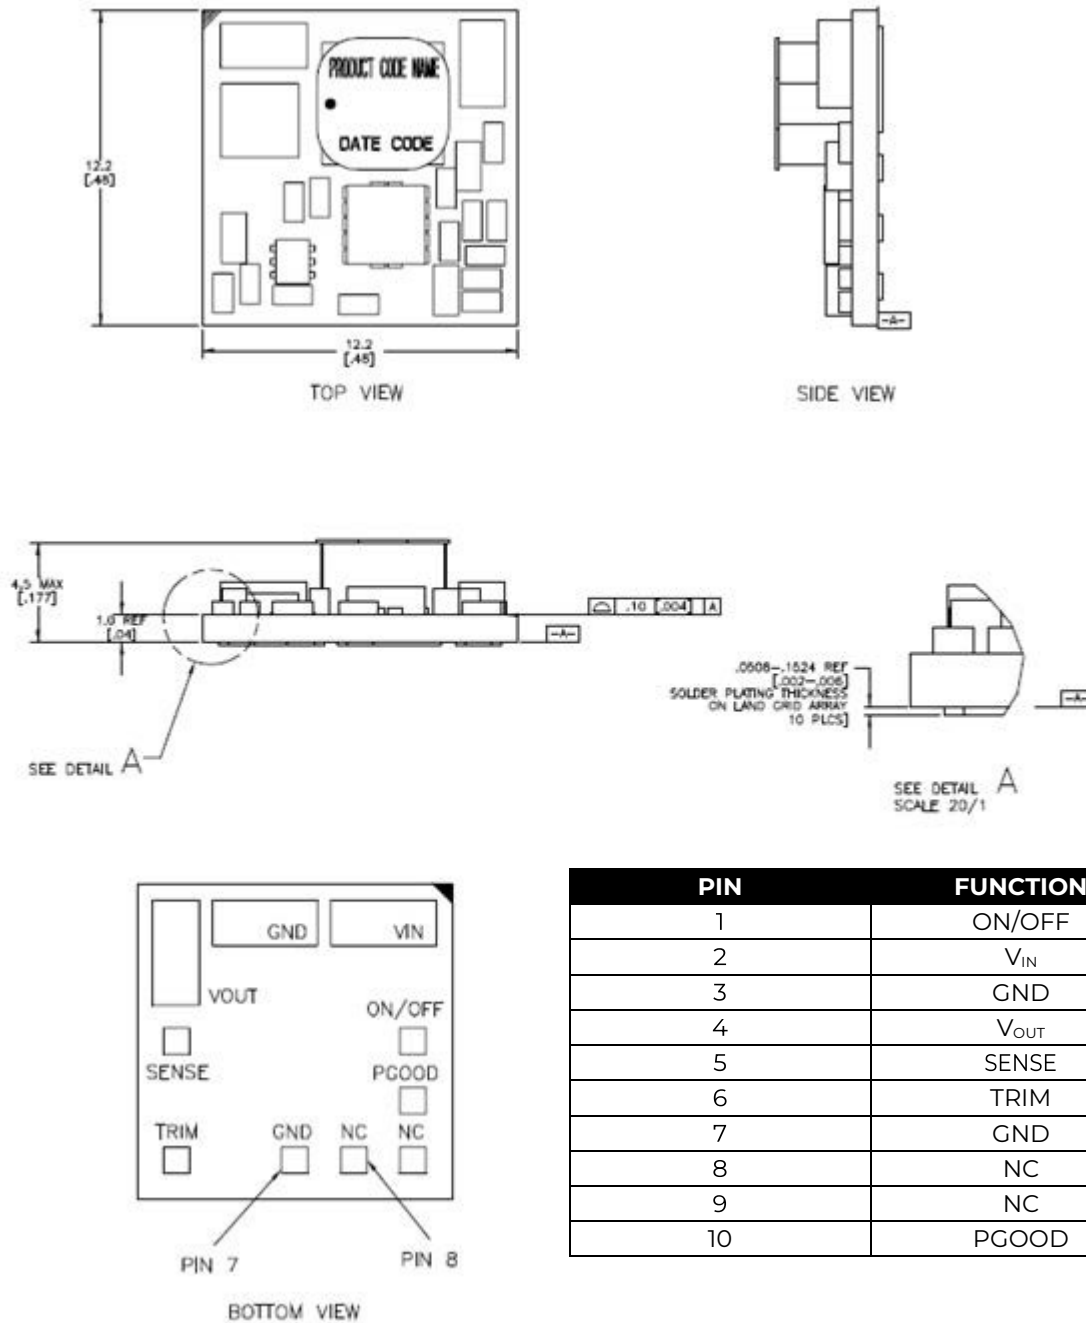 PRODUCT CODE NAME
DATE CODE
12.2
[.48]
12.2
[.48]
TOP VIEW
SIDE VIEW
-A-
4.5 MAX
[.177]
1.0 REF
[.04]
.10 [.004] A
-A-
SEE DETAIL A
.0508-.1524 REF
[.002-.006]
SOLDER PLATING THICKNESS
ON LAND GRID ARRAY
10 PLCS]
-A-
SEE DETAIL A
SCALE 20/1
GND
VIN
VOUT
ON/OFF
SENSE
PGOOD
TRIM
GND
NC
NC
PIN 7
PIN 8
BOTTOM VIEW
PIN FUNCTION
1 ON/OFF
2 VIN
3 GND
4 VOUT
5 SENSE
6 TRIM
7 GND
8 NC
9 NC
10 PGOOD